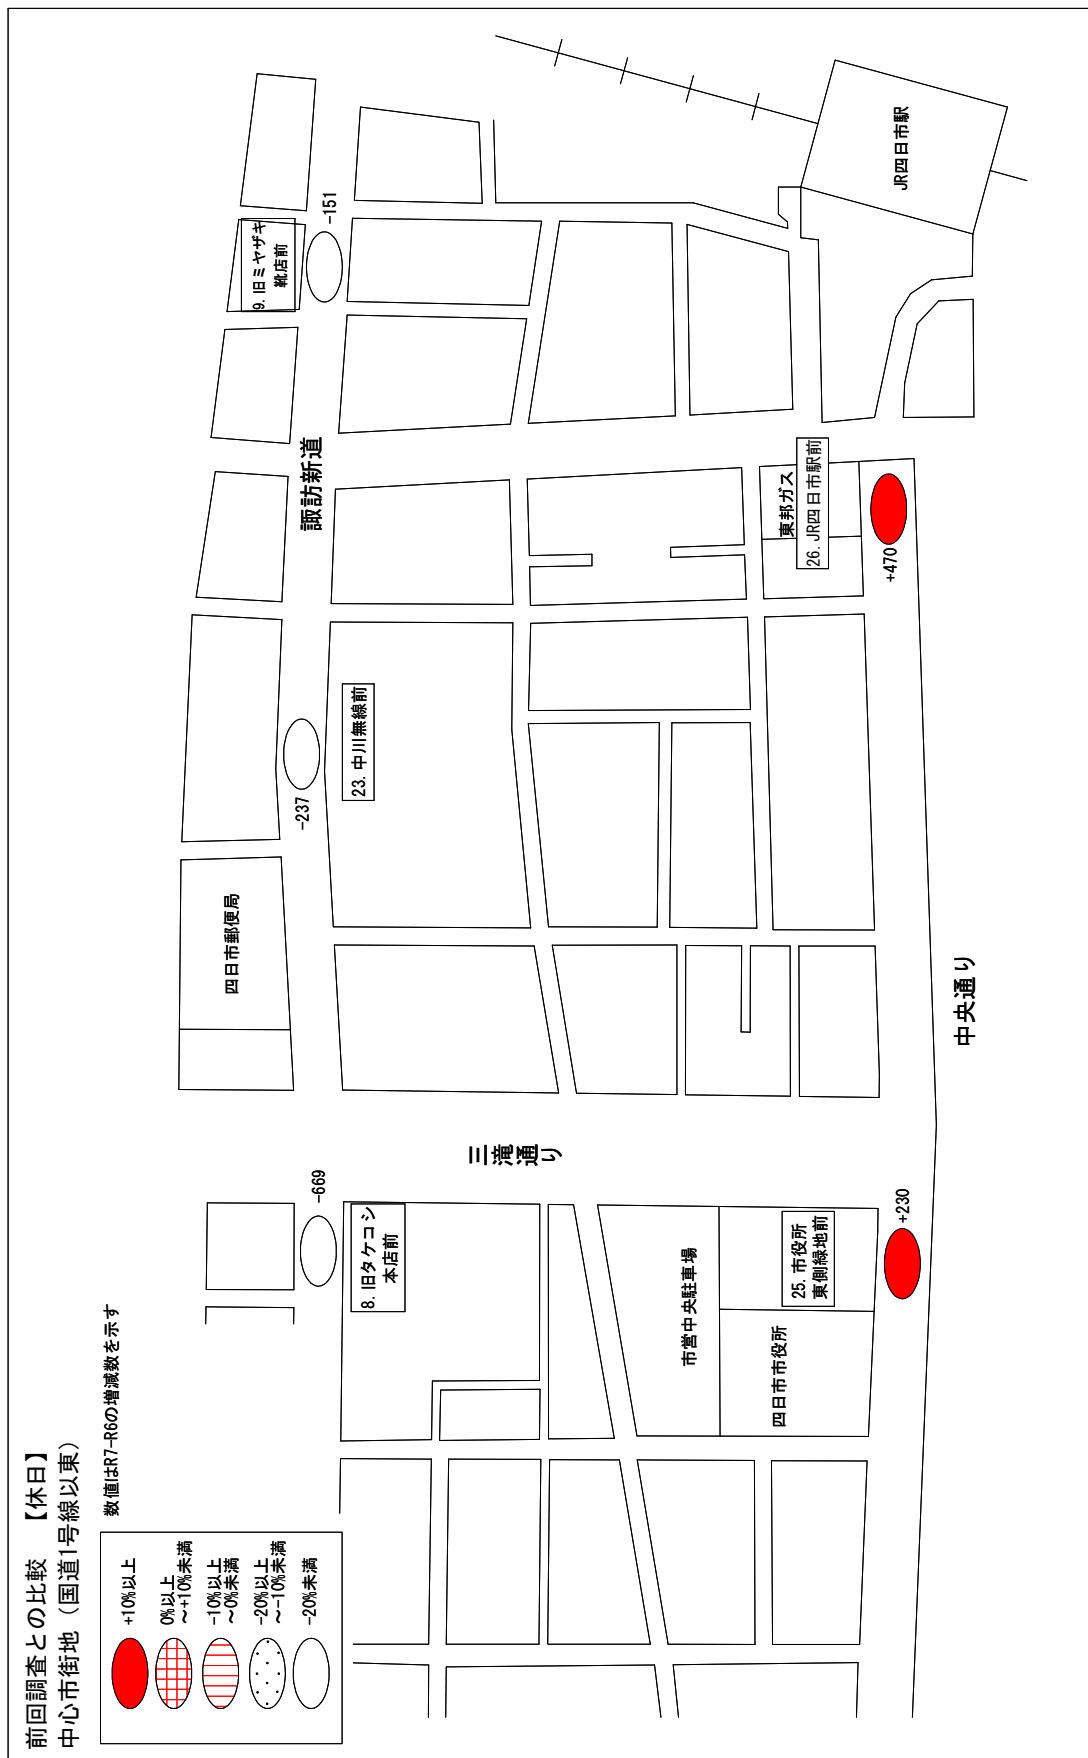 前回調査との比較 【休日】
中心市街地（国道1号線以東）
数値はR7-R6の増減数を示す
+10%以上
0%以上
～+10%未満
-10%以上
～0%未満
-20%以上
～-10%未満
-20%未満
四日市郵便局
諏訪新道
9. 旧ミヤザキ
靴店前
-151
-237
23. 中川無線前
-669
8. 旧タケコシ
本店前
三滝通り
市営中央駐車場
四日市市役所
25. 市役所
東側緑地前
+230
中央通り
東邦ガス
26. JR四日市駅前
+470
JR四日市駅